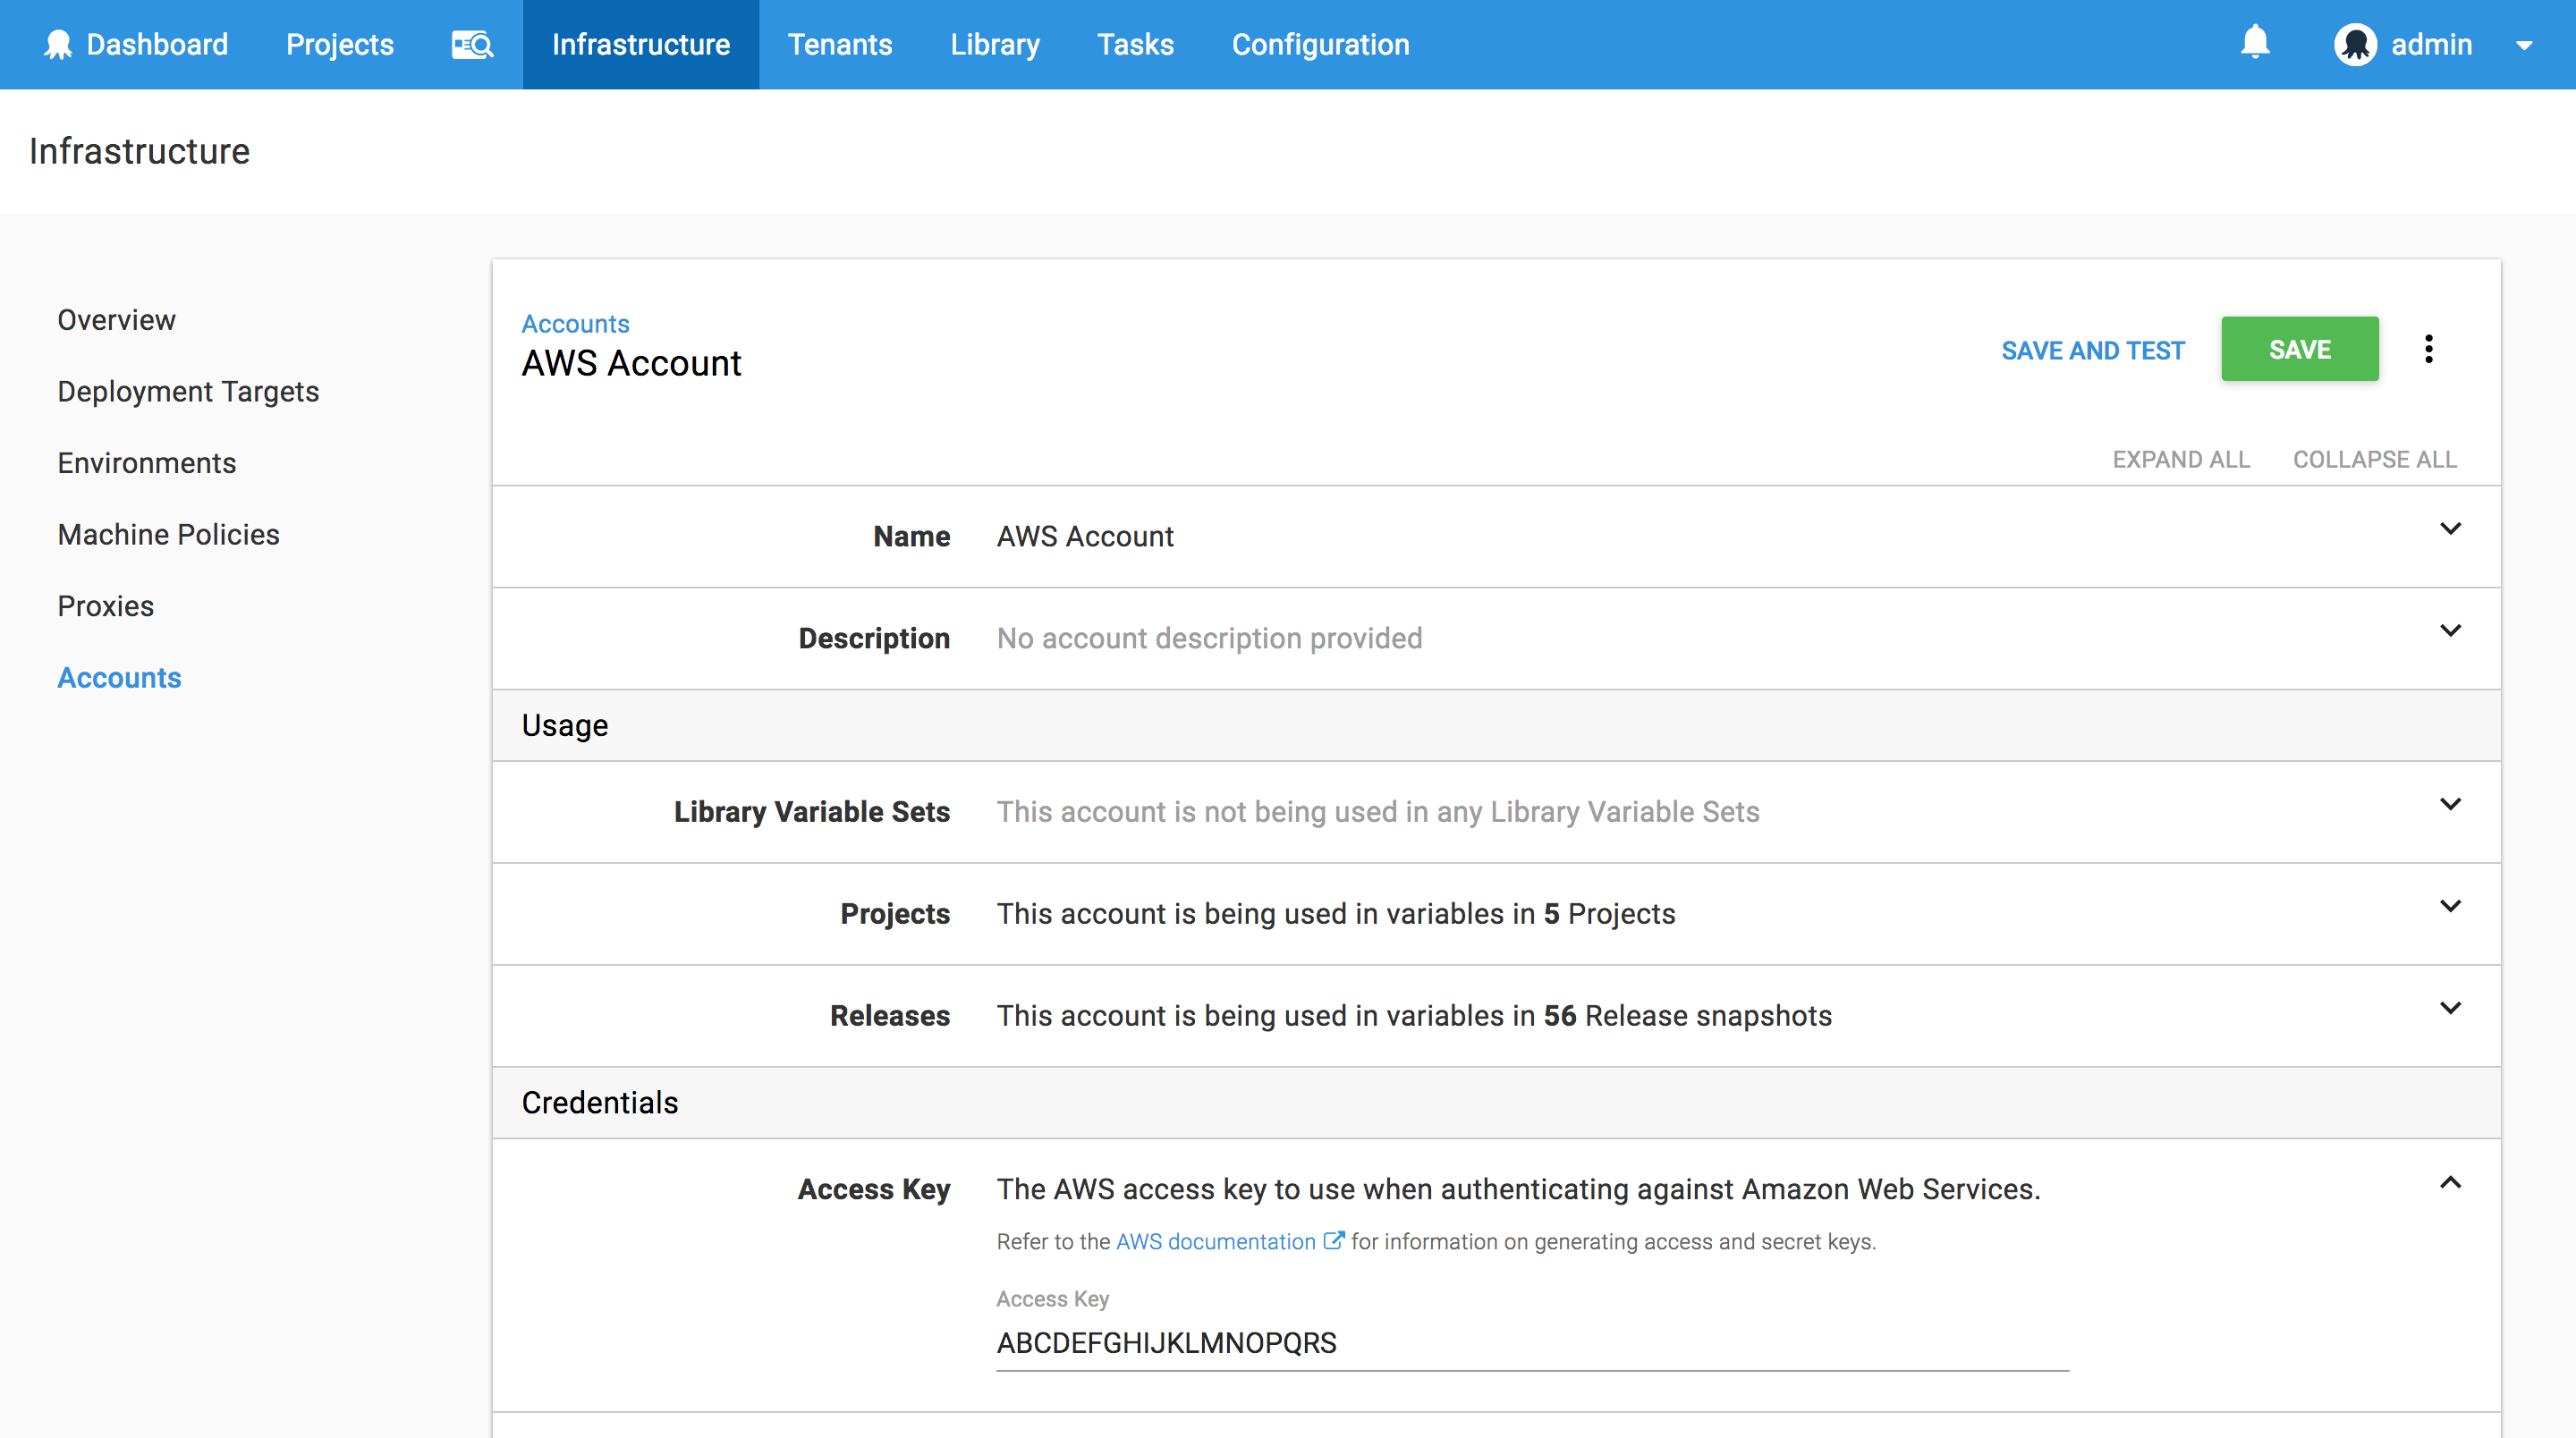 Dashboard Projects Infrastructure Tenants Library Tasks Configuration admin
Infrastructure
Overview
Deployment Targets
Environments
Machine Policies
Proxies
Accounts
Accounts
AWS Account
SAVE AND TEST SAVE
EXPAND ALL COLLAPSE ALL
Name AWS Account
Description No account description provided
Usage
Library Variable Sets This account is not being used in any Library Variable Sets
Projects This account is being used in variables in 5 Projects
Releases This account is being used in variables in 56 Release snapshots
Credentials
Access Key The AWS access key to use when authenticating against Amazon Web Services.
Refer to the AWS documentation for information on generating access and secret keys.
Access Key
ABCDEFGHIJKLMNOPQRS